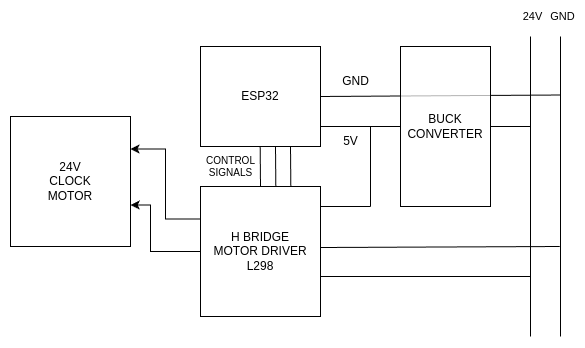 24V GND
ESP32
GND
BUCK
CONVERTER
5V
CONTROL
SIGNALS
24V
CLOCK
MOTOR
H BRIDGE
MOTOR DRIVER
L298